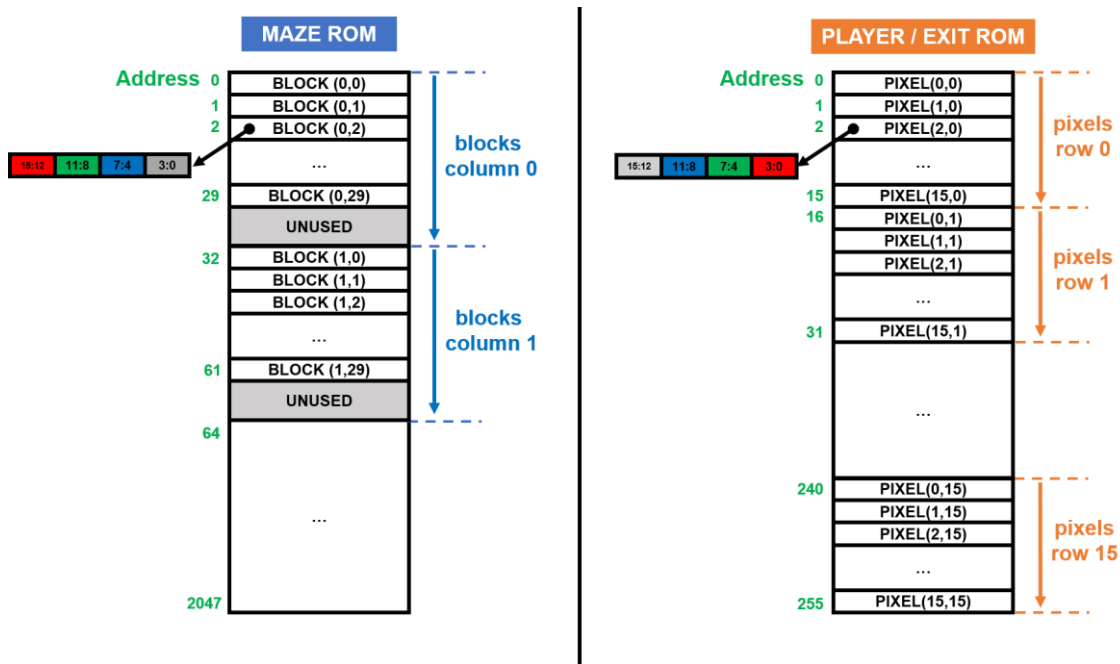 MAZE ROM
Address 0
BLOCK (0,0)
1
BLOCK (0,1)
2
BLOCK (0,2)
15:12 11:8 7:4 3:0
...
29
BLOCK (0,29)
UNUSED
blocks
column 0
32
BLOCK (1,0)
BLOCK (1,1)
BLOCK (1,2)
...
61
BLOCK (1,29)
UNUSED
blocks
column 1
64
...
2047
PLAYER / EXIT ROM
Address 0
PIXEL(0,0)
1
PIXEL(1,0)
2
PIXEL(2,0)
15:12 11:8 7:4 3:0
...
15
PIXEL(15,0)
pixels
row 0
16
PIXEL(0,1)
PIXEL(1,1)
PIXEL(2,1)
...
31
PIXEL(15,1)
pixels
row 1
...
240
PIXEL(0,15)
PIXEL(1,15)
PIXEL(2,15)
...
255
PIXEL(15,15)
pixels
row 15